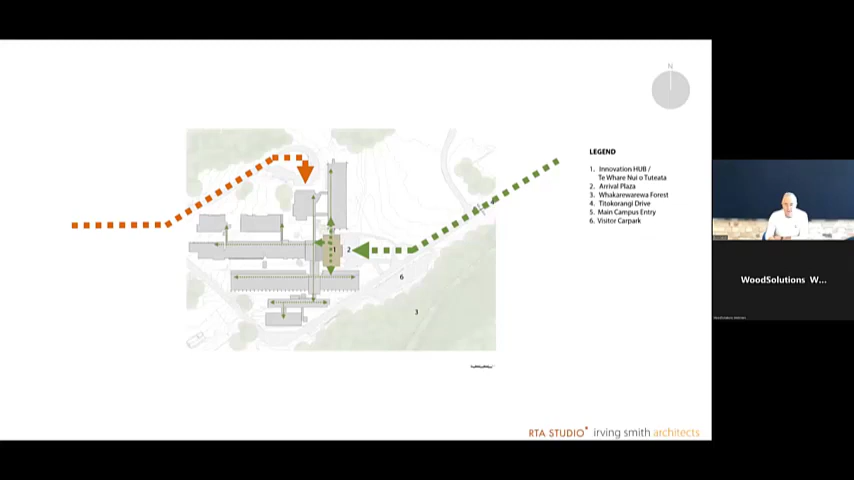 N
LEGEND
1. Innovation HUB /
Te Whare Nui o Tuteata
2. Arrival Plaza
3. Whakarewarewa Forest
4. Titokorangi Drive
5. Main Campus Entry
6. Visitor Carpark
1
2
6
3
WoodSolutions W...
RTA STUDIO irving smith architects